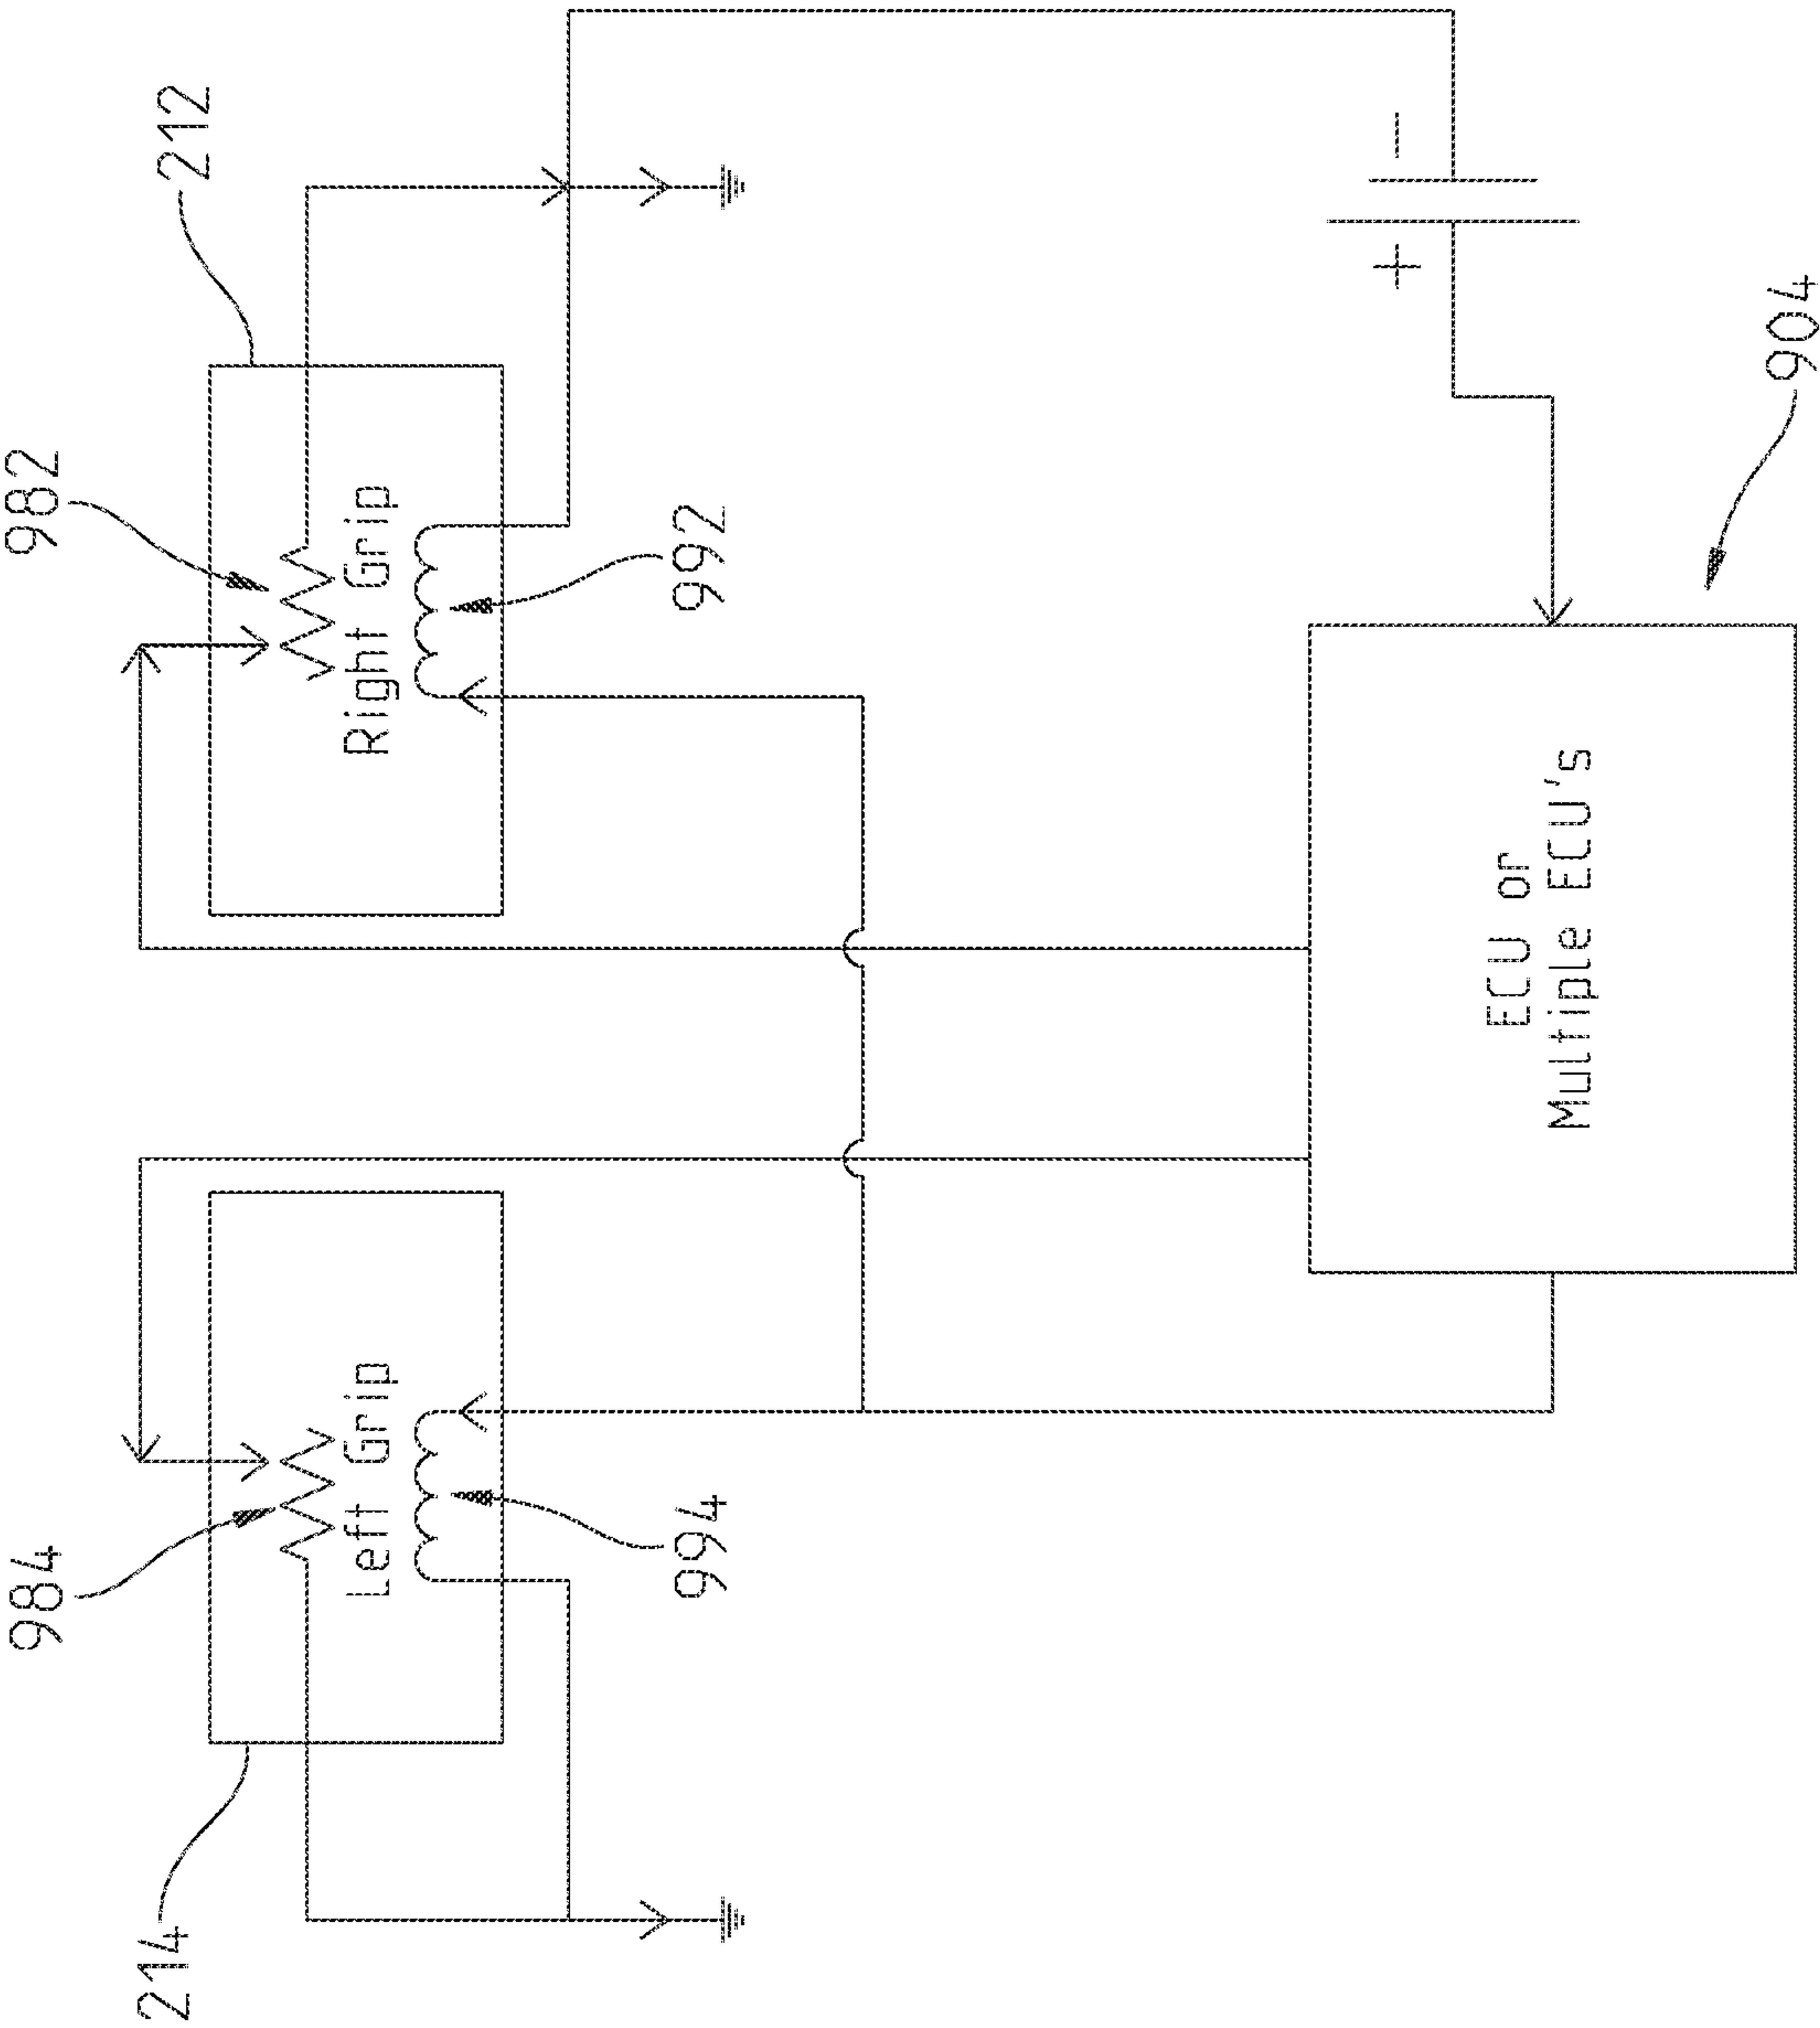 984
982
214
212
Left Grip
Right Grip
994
992
+
−
ECU or
Multiple ECU's
904